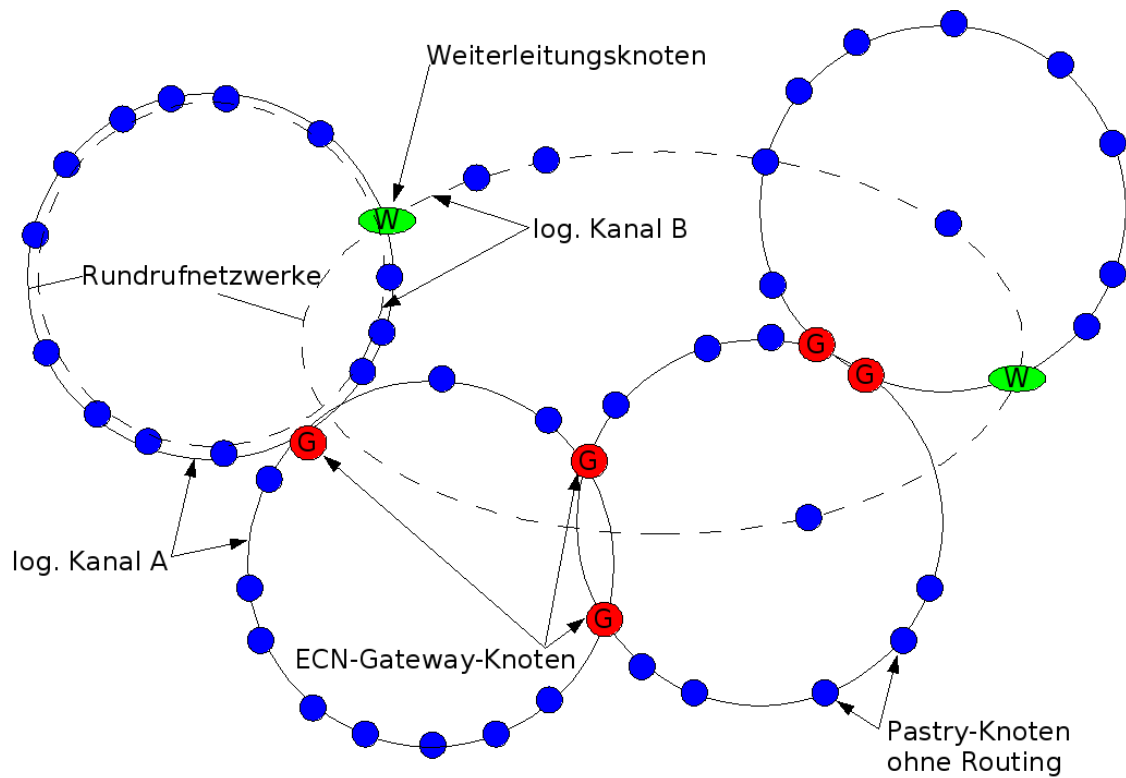 Weiterleitungsknoten
W
log. Kanal B
Rundrufnetzwerke
G
G
W
G
G
log. Kanal A
G
ECN-Gateway-Knoten
Pastry-Knoten
ohne Routing